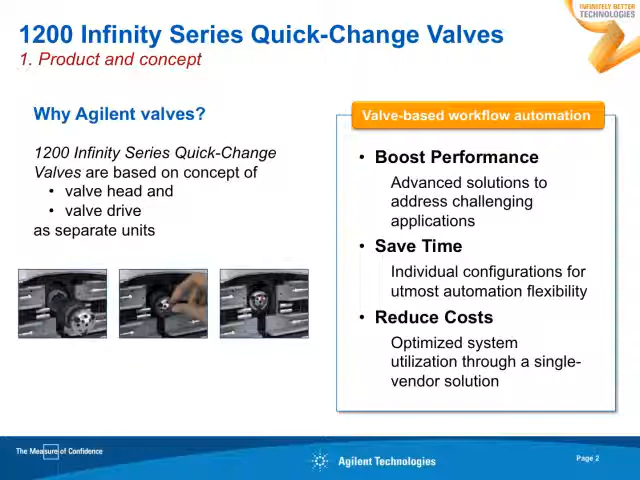 INFINITELY BETTER
TECHNOLOGIES
1200 Infinity Series Quick-Change Valves
1. Product and concept
Why Agilent valves?
1200 Infinity Series Quick-Change
Valves are based on concept of
• valve head and
• valve drive
as separate units
Valve-based workflow automation
• Boost Performance
Advanced solutions to
address challenging
applications
• Save Time
Individual configurations for
utmost automation flexibility
• Reduce Costs
Optimized system
utilization through a single-
vendor solution
The Measure of Confidence
Agilent Technologies
Page 2